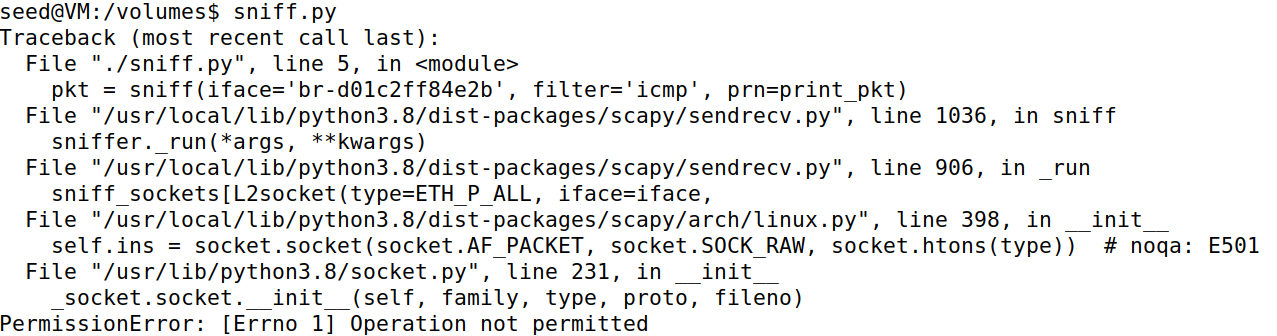 seed@VM:/volumes$ sniff.py
Traceback (most recent call last):
  File "./sniff.py", line 5, in <module>
    pkt = sniff(iface='br-d01c2ff84e2b', filter='icmp', prn=print_pkt)
  File "/usr/local/lib/python3.8/dist-packages/scapy/sendrecv.py", line 1036, in sniff
    sniffer._run(*args, **kwargs)
  File "/usr/local/lib/python3.8/dist-packages/scapy/sendrecv.py", line 906, in _run
    sniff_sockets[L2socket(type=ETH_P_ALL, iface=iface,
  File "/usr/local/lib/python3.8/dist-packages/scapy/arch/linux.py", line 398, in __init__
    self.ins = socket.socket(socket.AF_PACKET, socket.SOCK_RAW, socket.htons(type))  # noqa: E501
  File "/usr/lib/python3.8/socket.py", line 231, in __init__
    _socket.socket.__init__(self, family, type, proto, fileno)
PermissionError: [Errno 1] Operation not permitted